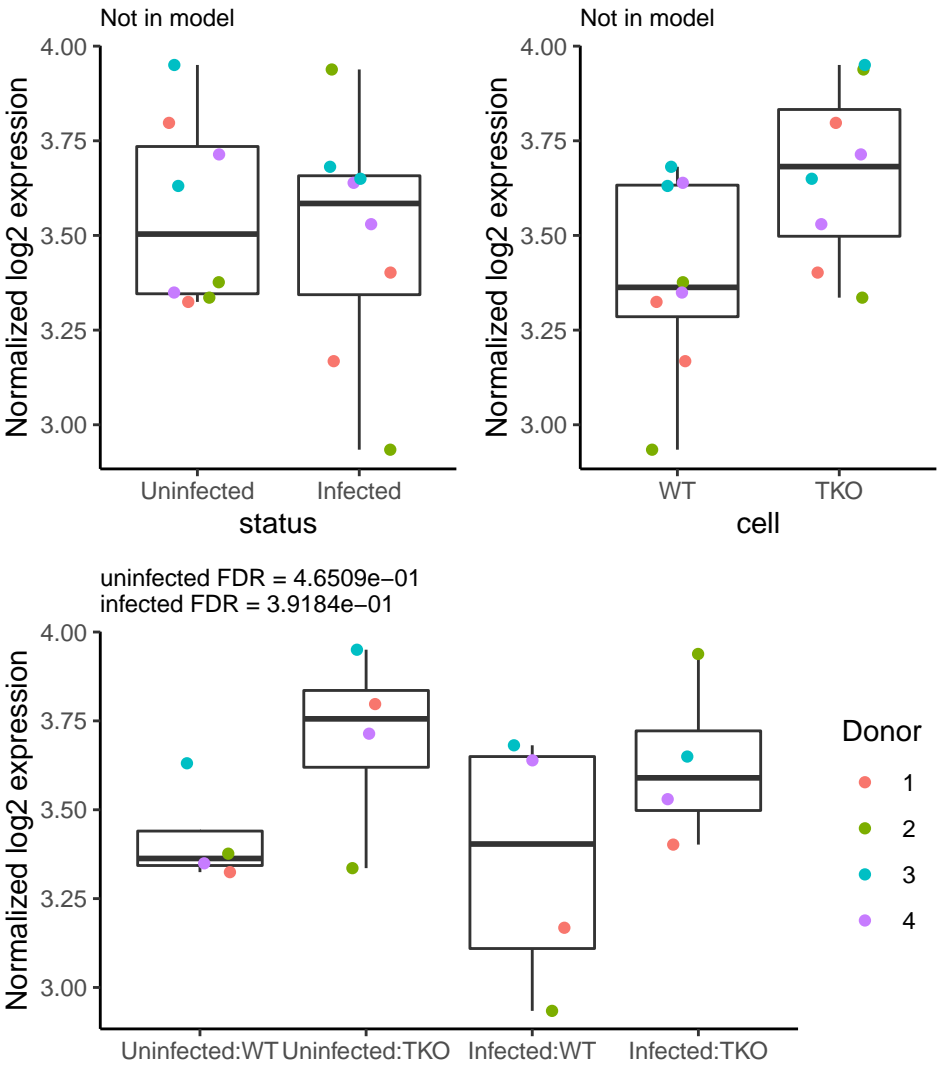 Not in model
Normalized log2 expression
4.00
3.75
3.50
3.25
3.00
Uninfected Infected
status
Not in model
Normalized log2 expression
4.00
3.75
3.50
3.25
3.00
WT TKO
cell
uninfected FDR = 4.6509e−01
infected FDR = 3.9184e−01
Normalized log2 expression
4.00
3.75
3.50
3.25
3.00
Uninfected:WT Uninfected:TKO Infected:WT Infected:TKO
Donor
1
2
3
4